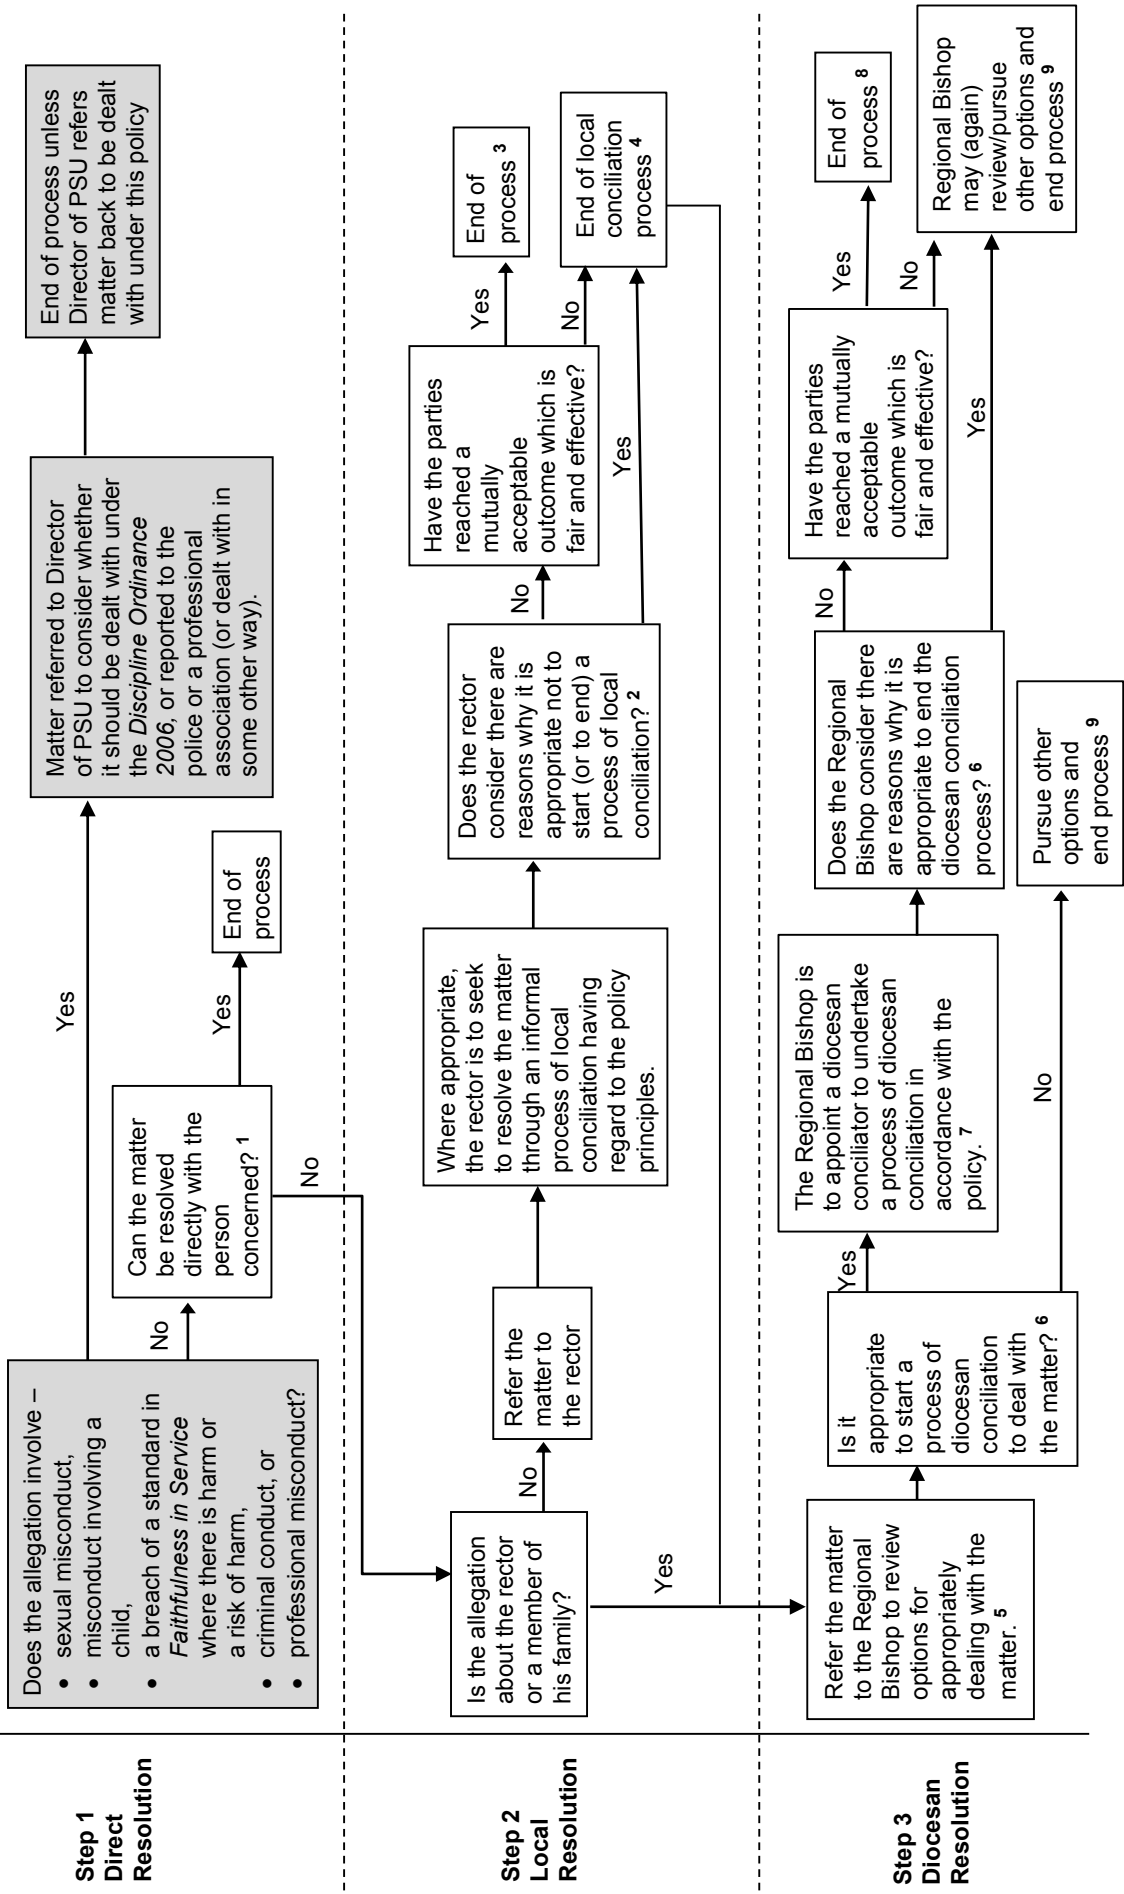 Step 1
Direct
Resolution
Does the allegation involve –
• sexual misconduct,
• misconduct involving a
child,
• a breach of a standard in
Faithfulness in Service
where there is harm or
a risk of harm,
• criminal conduct, or
• professional misconduct?
Yes
No
Matter referred to Director
of PSU to consider whether
it should be dealt with under
the Discipline Ordinance
2006, or reported to the
police or a professional
association (or dealt with in
some other way).
End of process unless
Director of PSU refers
matter back to be dealt
with under this policy
Can the matter
be resolved
directly with the
person
concerned? 1
Yes
End of
process
No
Step 2
Local
Resolution
Is the allegation
about the rector
or a member of
his family?
No
Yes
Refer the
matter to
the rector
Where appropriate,
the rector is to seek
to resolve the matter
through an informal
process of local
conciliation having
regard to the policy
principles.
Does the rector
consider there are
reasons why it is
appropriate not to
start (or to end) a
process of local
conciliation? 2
No
Yes
Have the parties
reached a
mutually
acceptable
outcome which is
fair and effective?
Yes
No
End of
process 3
End of local
conciliation
process 4
Step 3
Diocesan
Resolution
Refer the matter
to the Regional
Bishop to review
options for
appropriately
dealing with the
matter. 5
Is it
appropriate
to start a
process of
diocesan
conciliation
to deal with
the matter? 6
Yes
No
The Regional Bishop is
to appoint a diocesan
conciliator to undertake
a process of diocesan
conciliation in
accordance with the
policy. 7
Does the Regional
Bishop consider there
are reasons why it is
appropriate to end the
diocesan conciliation
process? 6
No
Yes
Pursue other
options and
end process 9
Have the parties
reached a mutually
acceptable
outcome which is
fair and effective?
Yes
No
End of
process 8
Regional Bishop
may (again)
review/pursue
other options and
end process 9